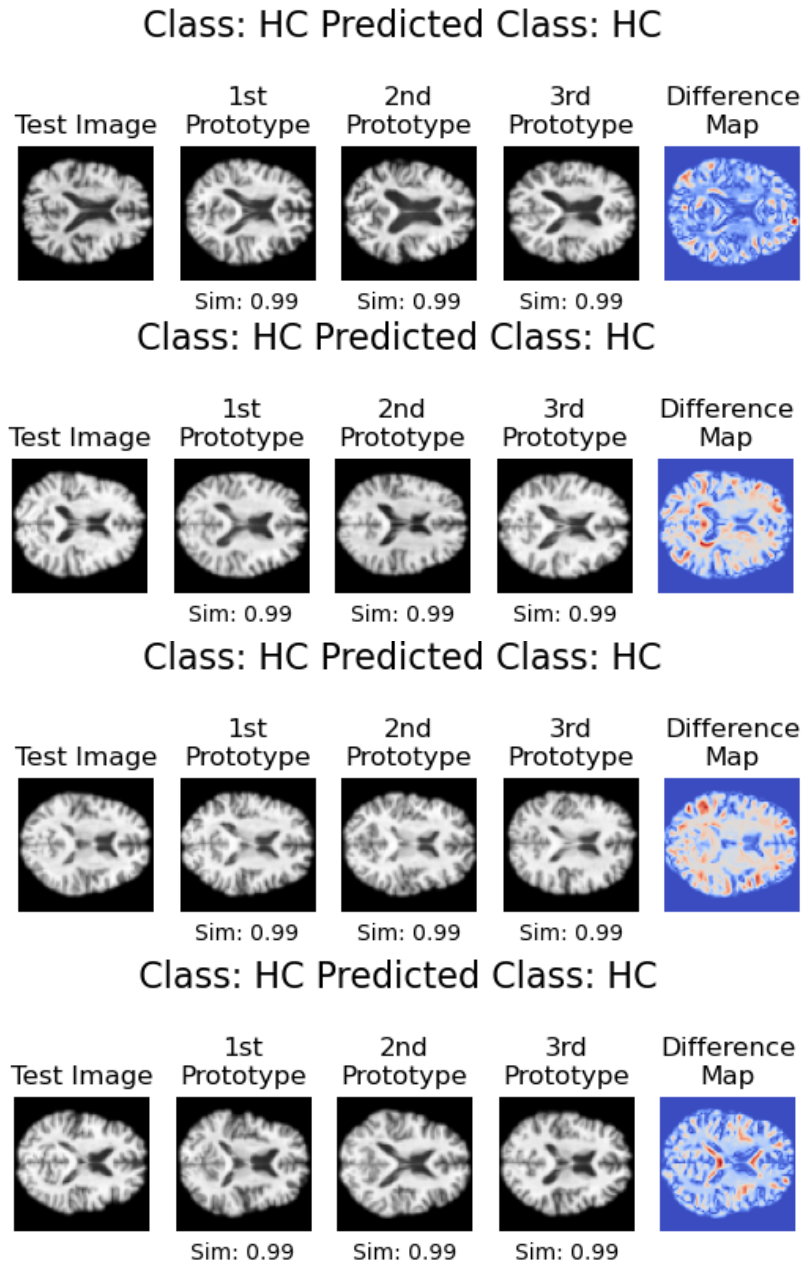 Class: HC Predicted Class: HC
Test Image
1st
Prototype
2nd
Prototype
3rd
Prototype
Difference
Map
Sim: 0.99
Sim: 0.99
Sim: 0.99
Class: HC Predicted Class: HC
Test Image
1st
Prototype
2nd
Prototype
3rd
Prototype
Difference
Map
Sim: 0.99
Sim: 0.99
Sim: 0.99
Class: HC Predicted Class: HC
Test Image
1st
Prototype
2nd
Prototype
3rd
Prototype
Difference
Map
Sim: 0.99
Sim: 0.99
Sim: 0.99
Class: HC Predicted Class: HC
Test Image
1st
Prototype
2nd
Prototype
3rd
Prototype
Difference
Map
Sim: 0.99
Sim: 0.99
Sim: 0.99